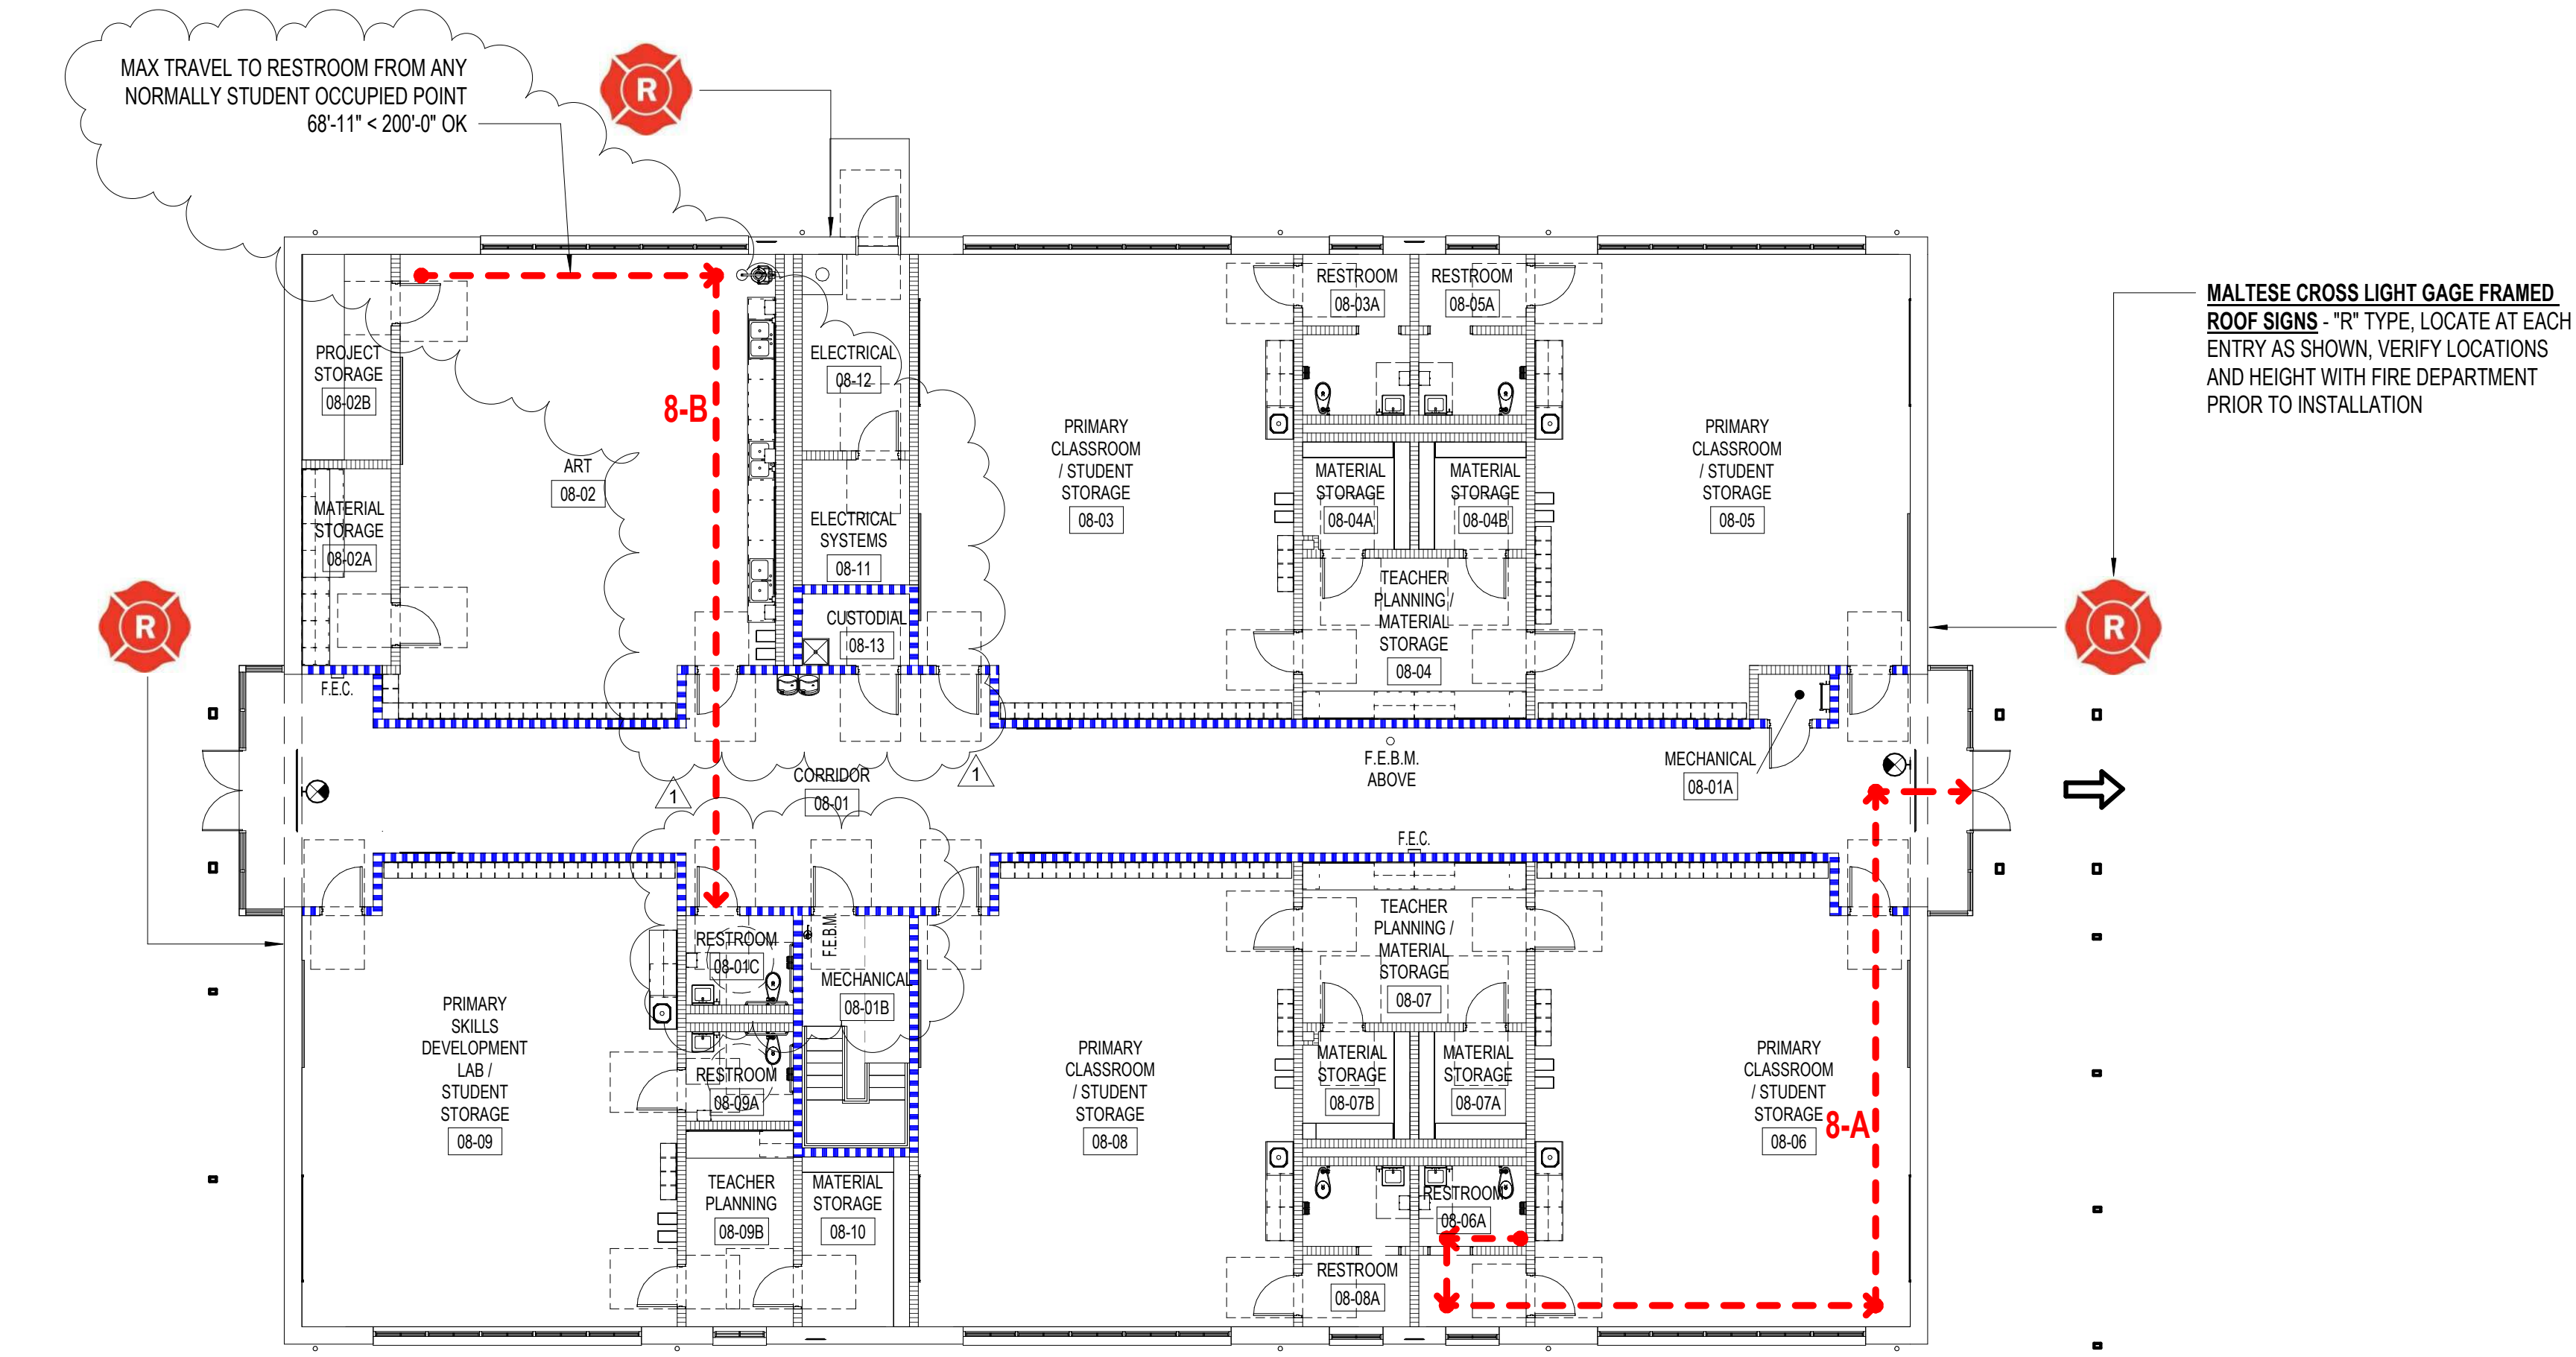 MAX TRAVEL TO RESTROOM FROM ANY
NORMALLY STUDENT OCCUPIED POINT
68'-11" < 200'-0" OK
R
MALTESE CROSS LIGHT GAGE FRAMED
ROOF SIGNS - "R" TYPE, LOCATE AT EACH
ENTRY AS SHOWN, VERIFY LOCATIONS
AND HEIGHT WITH FIRE DEPARTMENT
PRIOR TO INSTALLATION
RESTROOM
08-03A
RESTROOM
08-05A
PROJECT
STORAGE
08-02B
ELECTRICAL
08-12
8-B
PRIMARY
CLASSROOM
/ STUDENT
STORAGE
08-03
PRIMARY
CLASSROOM
/ STUDENT
STORAGE
08-05
ART
08-02
MATERIAL
STORAGE
08-04A
MATERIAL
STORAGE
08-04B
MATERIAL
STORAGE
08-02A
ELECTRICAL
SYSTEMS
08-11
TEACHER
PLANNING /
MATERIAL
STORAGE
08-04
CUSTODIAL
08-13
R
R
F.E.C.
F.E.B.M.
ABOVE
MECHANICAL
08-01A
CORRIDOR
08-01
1
1
F.E.C.
TEACHER
PLANNING /
MATERIAL
STORAGE
08-07
RESTROOM
08-01C
F.E.B.M.
MECHANICAL
08-01B
PRIMARY
SKILLS
DEVELOPMENT
LAB /
STUDENT
STORAGE
08-09
RESTROOM
08-09A
PRIMARY
CLASSROOM
/ STUDENT
STORAGE
08-08
MATERIAL
STORAGE
08-07B
MATERIAL
STORAGE
08-07A
PRIMARY
CLASSROOM
/ STUDENT
STORAGE
08-06
8-A
TEACHER
PLANNING
08-09B
MATERIAL
STORAGE
08-10
RESTROOM
08-06A
RESTROOM
08-08A